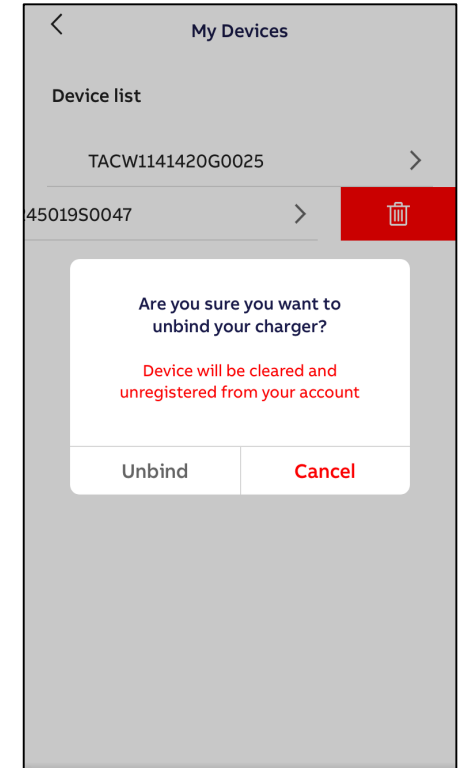 My Devices
Device list
TACW1141420G0025
45019S0047
Are you sure you want to
unbind your charger?
Device will be cleared and
unregistered from your account
Unbind
Cancel